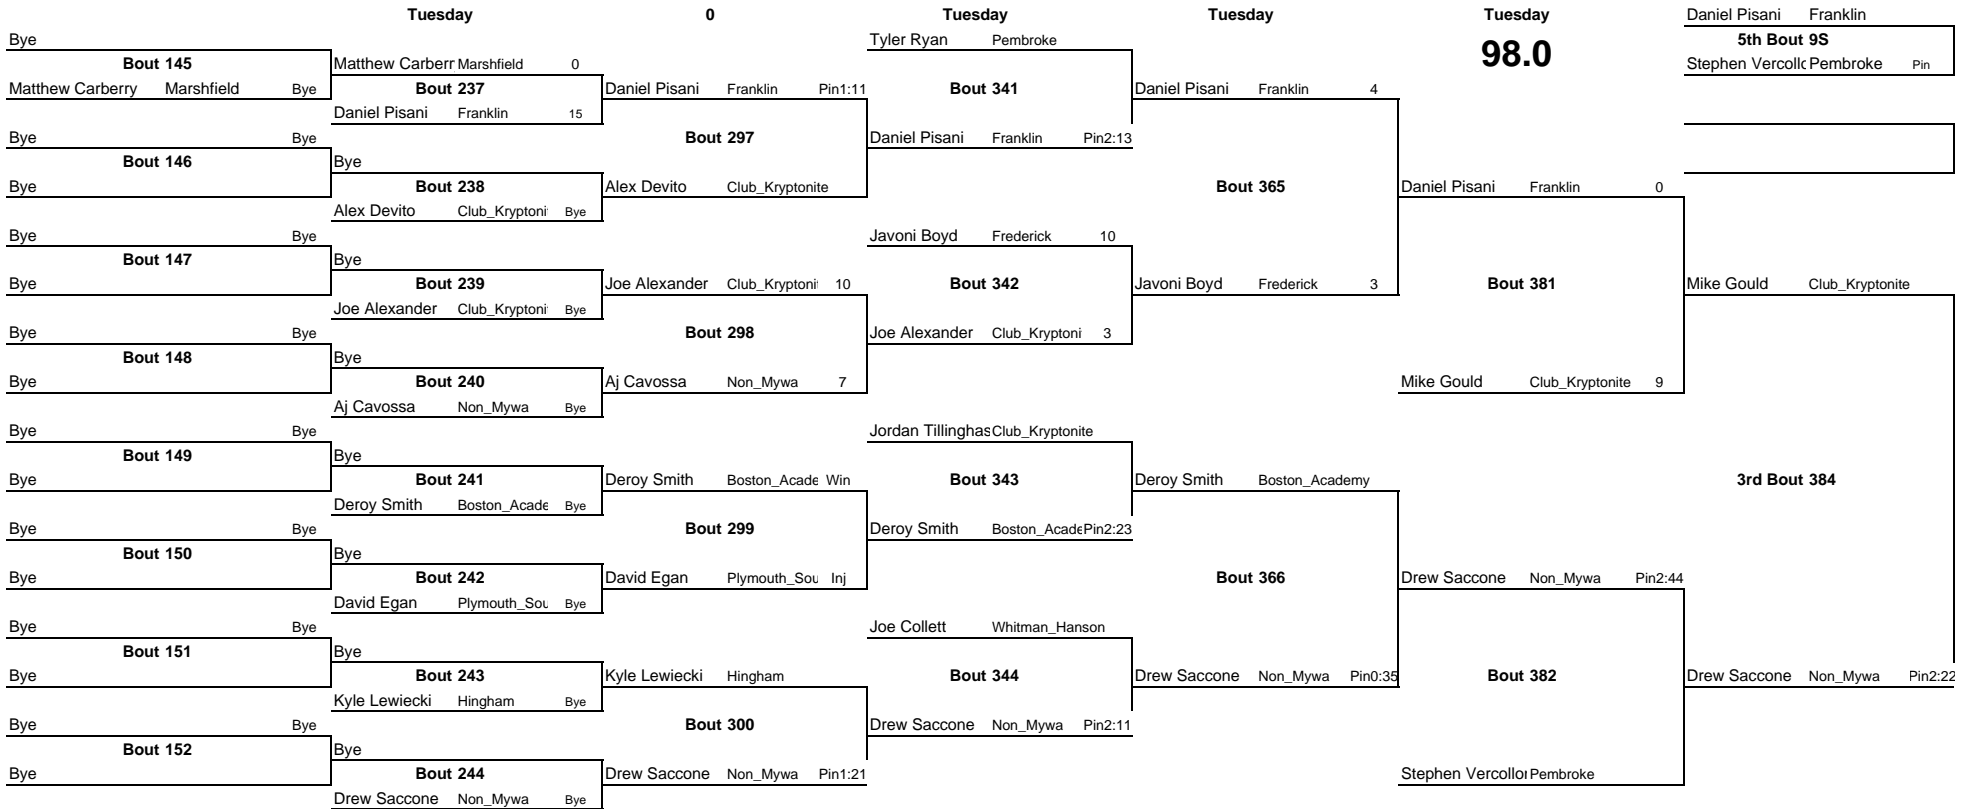 Tuesday 0 Tuesday Tuesday Tuesday Daniel Pisani Franklin
Bye Tyler Ryan Pembroke 98.0 5th Bout 9S
Bout 145 Matthew Carberr Marshfield 0 Stephen Vercollo Pembroke Pin
Matthew Carberry Marshfield Bye Bout 237 Daniel Pisani Franklin Pin1:11 Bout 341 Daniel Pisani Franklin 4
Daniel Pisani Franklin 15
Bye Bye Bout 297 Daniel Pisani Franklin Pin2:13
Bout 146 Bye
Bye Bout 238 Alex Devito Club_Kryptonite Bout 365 Daniel Pisani Franklin 0
Alex Devito Club_Kryptoni Bye
Bye Bye Javoni Boyd Frederick 10
Bout 147 Bye
Bye Bout 239 Joe Alexander Club_Kryptoni 10 Bout 342 Javoni Boyd Frederick 3 Bout 381 Mike Gould Club_Kryptonite
Joe Alexander Club_Kryptoni Bye
Bye Bye Bout 298 Joe Alexander Club_Kryptoni 3
Bout 148 Bye
Bye Bout 240 Aj Cavossa Non_Mywa 7 Mike Gould Club_Kryptonite 9
Aj Cavossa Non_Mywa Bye
Bye Bye Jordan Tillinghas Club_Kryptonite
Bout 149 Bye
Bye Bout 241 Deroy Smith Boston_Acade Win Bout 343 Deroy Smith Boston_Academy 3rd Bout 384
Deroy Smith Boston_Acade Bye
Bye Bye Bout 299 Deroy Smith Boston_Acade Pin2:23
Bout 150 Bye
Bye Bout 242 David Egan Plymouth_Sou Inj Bout 366 Drew Saccone Non_Mywa Pin2:44
David Egan Plymouth_Sou Bye
Bye Bye Joe Collett Whitman_Hanson
Bout 151 Bye
Bye Bout 243 Kyle Lewiecki Hingham Bout 344 Drew Saccone Non_Mywa Pin0:35 Bout 382 Drew Saccone Non_Mywa Pin2:22
Kyle Lewiecki Hingham Bye
Bye Bye Bout 300 Drew Saccone Non_Mywa Pin2:11
Bout 152 Bye
Bye Bout 244 Drew Saccone Non_Mywa Pin1:21 Stephen Vercollo Pembroke
Drew Saccone Non_Mywa Bye